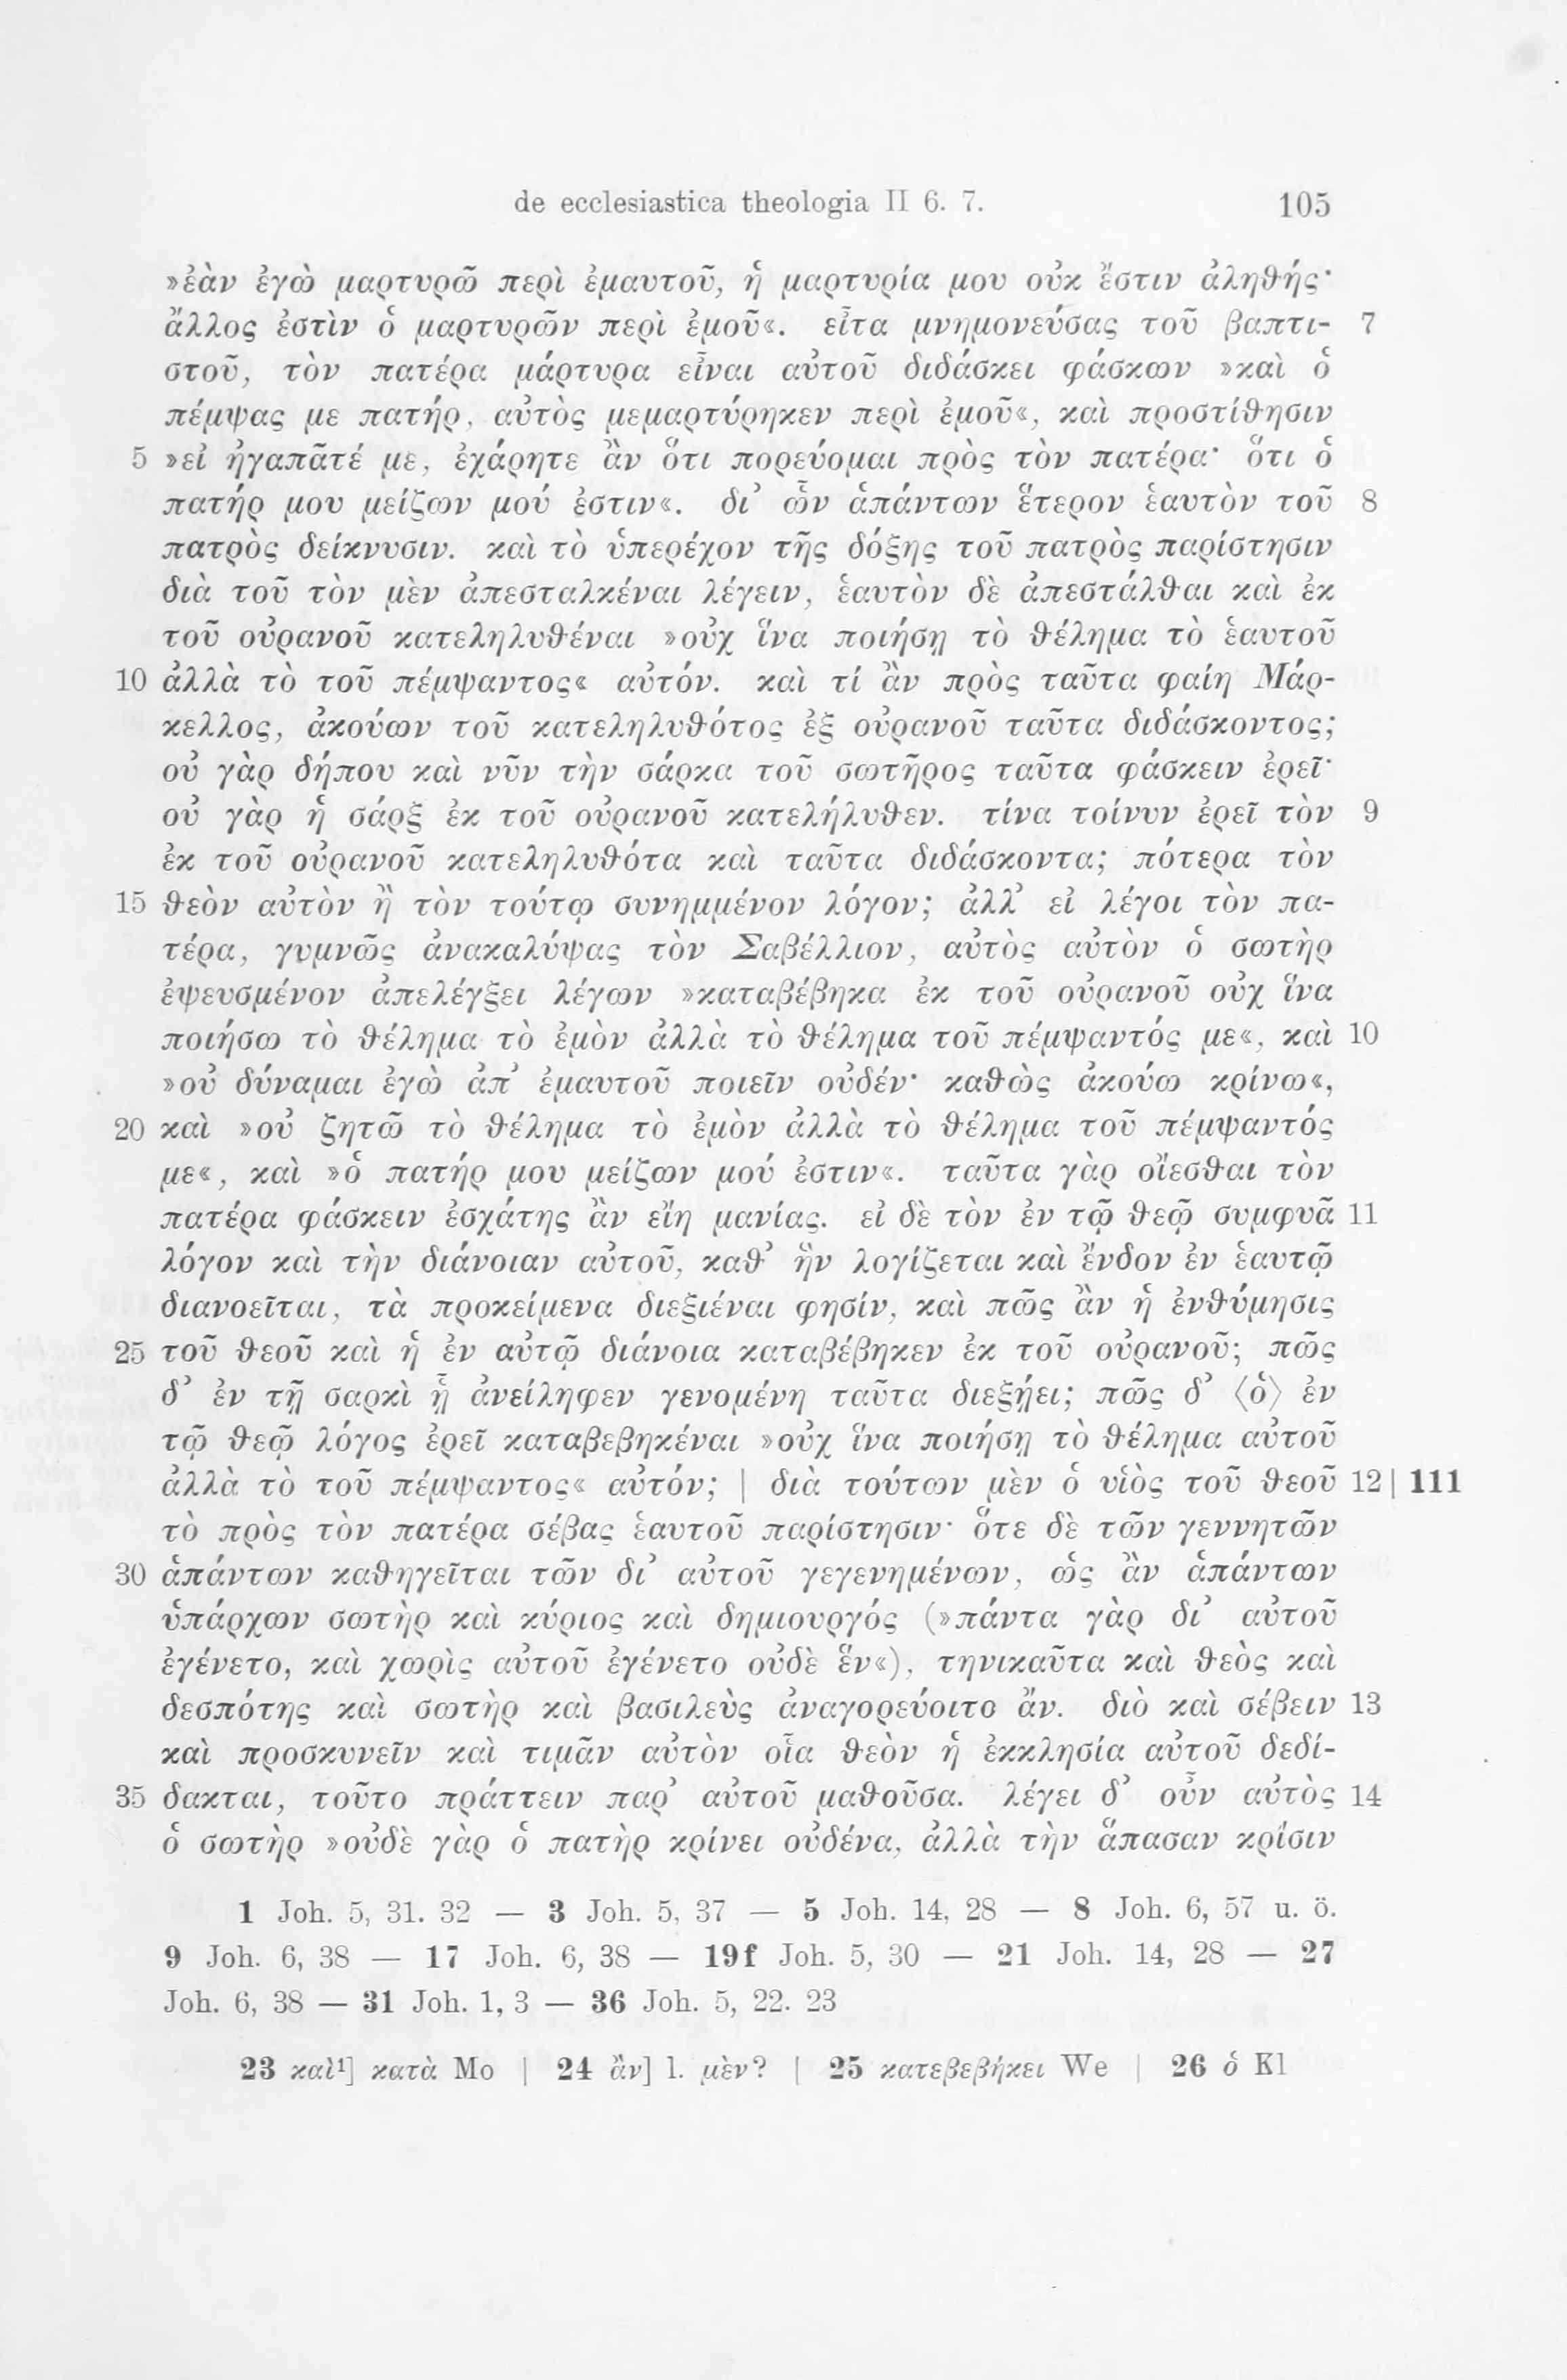 de ecclesiastica theologia II 6. 7. 105
»ἐὰν ἐγὼ μαρτυρῶ περὶ ἐμαυτοῦ, ἡ μαρτυρία μου οὐκ ἔστιν ἀληθής·
ἄλλος ἐστὶν ὁ μαρτυρῶν περὶ ἐμοῦ«. εἶτα μνημονεύσας τοῦ βαπτι- 7
στοῦ, τὸν πατέρα μάρτυρα εἶναι αὐτοῦ διδάσκει φάσκων »καὶ ὁ
πέμψας με πατήρ, αὐτὸς μεμαρτύρηκεν περὶ ἐμοῦ«, καὶ προστίθησιν
5 »εἰ ἠγαπᾶτέ με, ἐχάρητε ἂν ὅτι πορεύομαι πρὸς τὸν πατέρα· ὅτι ὁ
πατήρ μου μείζων μού ἐστιν«. δι’ ὧν ἁπάντων ἕτερον ἑαυτὸν τοῦ 8
πατρὸς δείκνυσιν. καὶ τὸ ὑπερέχον τῆς δόξης τοῦ πατρὸς παρίστησιν
διὰ τοῦ τὸν μὲν ἀπεσταλκέναι λέγειν, ἑαυτὸν δὲ ἀπεστάλθαι καὶ ἐκ
τοῦ οὐρανοῦ κατεληλυθέναι »οὐχ ἵνα ποιήσῃ τὸ θέλημα τὸ ἑαυτοῦ
10 ἀλλὰ τὸ τοῦ πέμψαντος« αὐτόν. καὶ τί ἂν πρὸς ταῦτα φαίη Μάρ-
κελλος, ἀκούων τοῦ κατεληλυθότος ἐξ οὐρανοῦ ταῦτα διδάσκοντος;
οὐ γὰρ δήπου καὶ νῦν τὴν σάρκα τοῦ σωτῆρος ταῦτα φάσκειν ἐρεῖ·
οὐ γὰρ ἡ σάρξ ἐκ τοῦ οὐρανοῦ κατελήλυθεν. τίνα τοίνυν ἐρεῖ τὸν 9
ἐκ τοῦ οὐρανοῦ κατεληλυθότα καὶ ταῦτα διδάσκοντα; πότερα τὸν
15 θεὸν αὐτὸν ἢ τὸν τούτῳ συνημμένον λόγον; ἀλλ’ εἰ λέγοι τὸν πα-
τέρα, γυμνῶς ἀνακαλύψας τὸν Σαβέλλιον, αὐτὸς αὐτὸν ὁ σωτὴρ
ἐψευσμένον ἀπελέγξει λέγων »καταβέβηκα ἐκ τοῦ οὐρανοῦ οὐχ ἵνα
ποιήσω τὸ θέλημα τὸ ἐμὸν ἀλλὰ τὸ θέλημα τοῦ πέμψαντός με«, καὶ 10
»οὐ δύναμαι ἐγὼ ἀπ’ ἐμαυτοῦ ποιεῖν οὐδέν· καθὼς ἀκούω κρίνω«,
20 καὶ »οὐ ζητῶ τὸ θέλημα τὸ ἐμὸν ἀλλὰ τὸ θέλημα τοῦ πέμψαντός
με«, καὶ »ὁ πατήρ μου μείζων μού ἐστιν«. ταῦτα γὰρ οἴεσθαι τὸν
πατέρα φάσκειν ἐσχάτης ἂν εἴη μανίας. εἰ δὲ τὸν ἐν τῷ θεῷ συμφυᾶ 11
λόγον καὶ τὴν διάνοιαν αὐτοῦ, καθ’ ἣν λογίζεται καὶ ἔνδον ἐν ἑαυτῷ
διανοεῖται, τὰ προκείμενα διεξιέναι φησίν, καὶ πῶς ἂν ἡ ἐνθύμησις
25 τοῦ θεοῦ καὶ ἡ ἐν αὐτῷ διάνοια καταβέβηκεν ἐκ τοῦ οὐρανοῦ; πῶς
δ’ ἐν τῇ σαρκὶ ᾗ ἀνείληφεν γενομένη ταῦτα διεξῄει; πῶς δ’ ⟨ὁ⟩ ἐν
τῷ θεῷ λόγος ἐρεῖ καταβεβηκέναι »οὐχ ἵνα ποιήσῃ τὸ θέλημα αὐτοῦ
ἀλλὰ τὸ τοῦ πέμψαντος« αὐτόν; | διὰ τούτων μὲν ὁ υἱὸς τοῦ θεοῦ 12 | 111
τὸ πρὸς τὸν πατέρα σέβας ἑαυτοῦ παρίστησιν· ὅτε δὲ τῶν γεννητῶν
30 ἁπάντων καθηγεῖται τῶν δι’ αὐτοῦ γεγενημένων, ὡς ἂν ἁπάντων
ὑπάρχων σωτὴρ καὶ κύριος καὶ δημιουργός (»πάντα γὰρ δι’ αὐτοῦ
ἐγένετο, καὶ χωρὶς αὐτοῦ ἐγένετο οὐδὲ ἕν«), τηνικαῦτα καὶ θεὸς καὶ
δεσπότης καὶ σωτὴρ καὶ βασιλεὺς ἀναγορεύοιτο ἄν. διὸ καὶ σέβειν 13
καὶ προσκυνεῖν καὶ τιμᾶν αὐτὸν οἷα θεὸν ἡ ἐκκλησία αὐτοῦ δεδί-
35 δακται, τοῦτο πράττειν παρ’ αὐτοῦ μαθοῦσα. λέγει δ’ οὖν αὐτὸς 14
ὁ σωτὴρ »οὐδὲ γὰρ ὁ πατὴρ κρίνει οὐδένα, ἀλλὰ τὴν ἅπασαν κρίσιν
1 Joh. 5, 31. 32 — 3 Joh. 5, 37 — 5 Joh. 14, 28 — 8 Joh. 6, 57 u. ö.
9 Joh. 6, 38 — 17 Joh. 6, 38 — 19f Joh. 5, 30 — 21 Joh. 14, 28 — 27
Joh. 6, 38 — 31 Joh. 1, 3 — 36 Joh. 5, 22. 23
23 καὶ¹] κατὰ Mo | 24 ἂν] l. μὲν? | 25 κατεβεβήκει We | 26 ὁ Kl